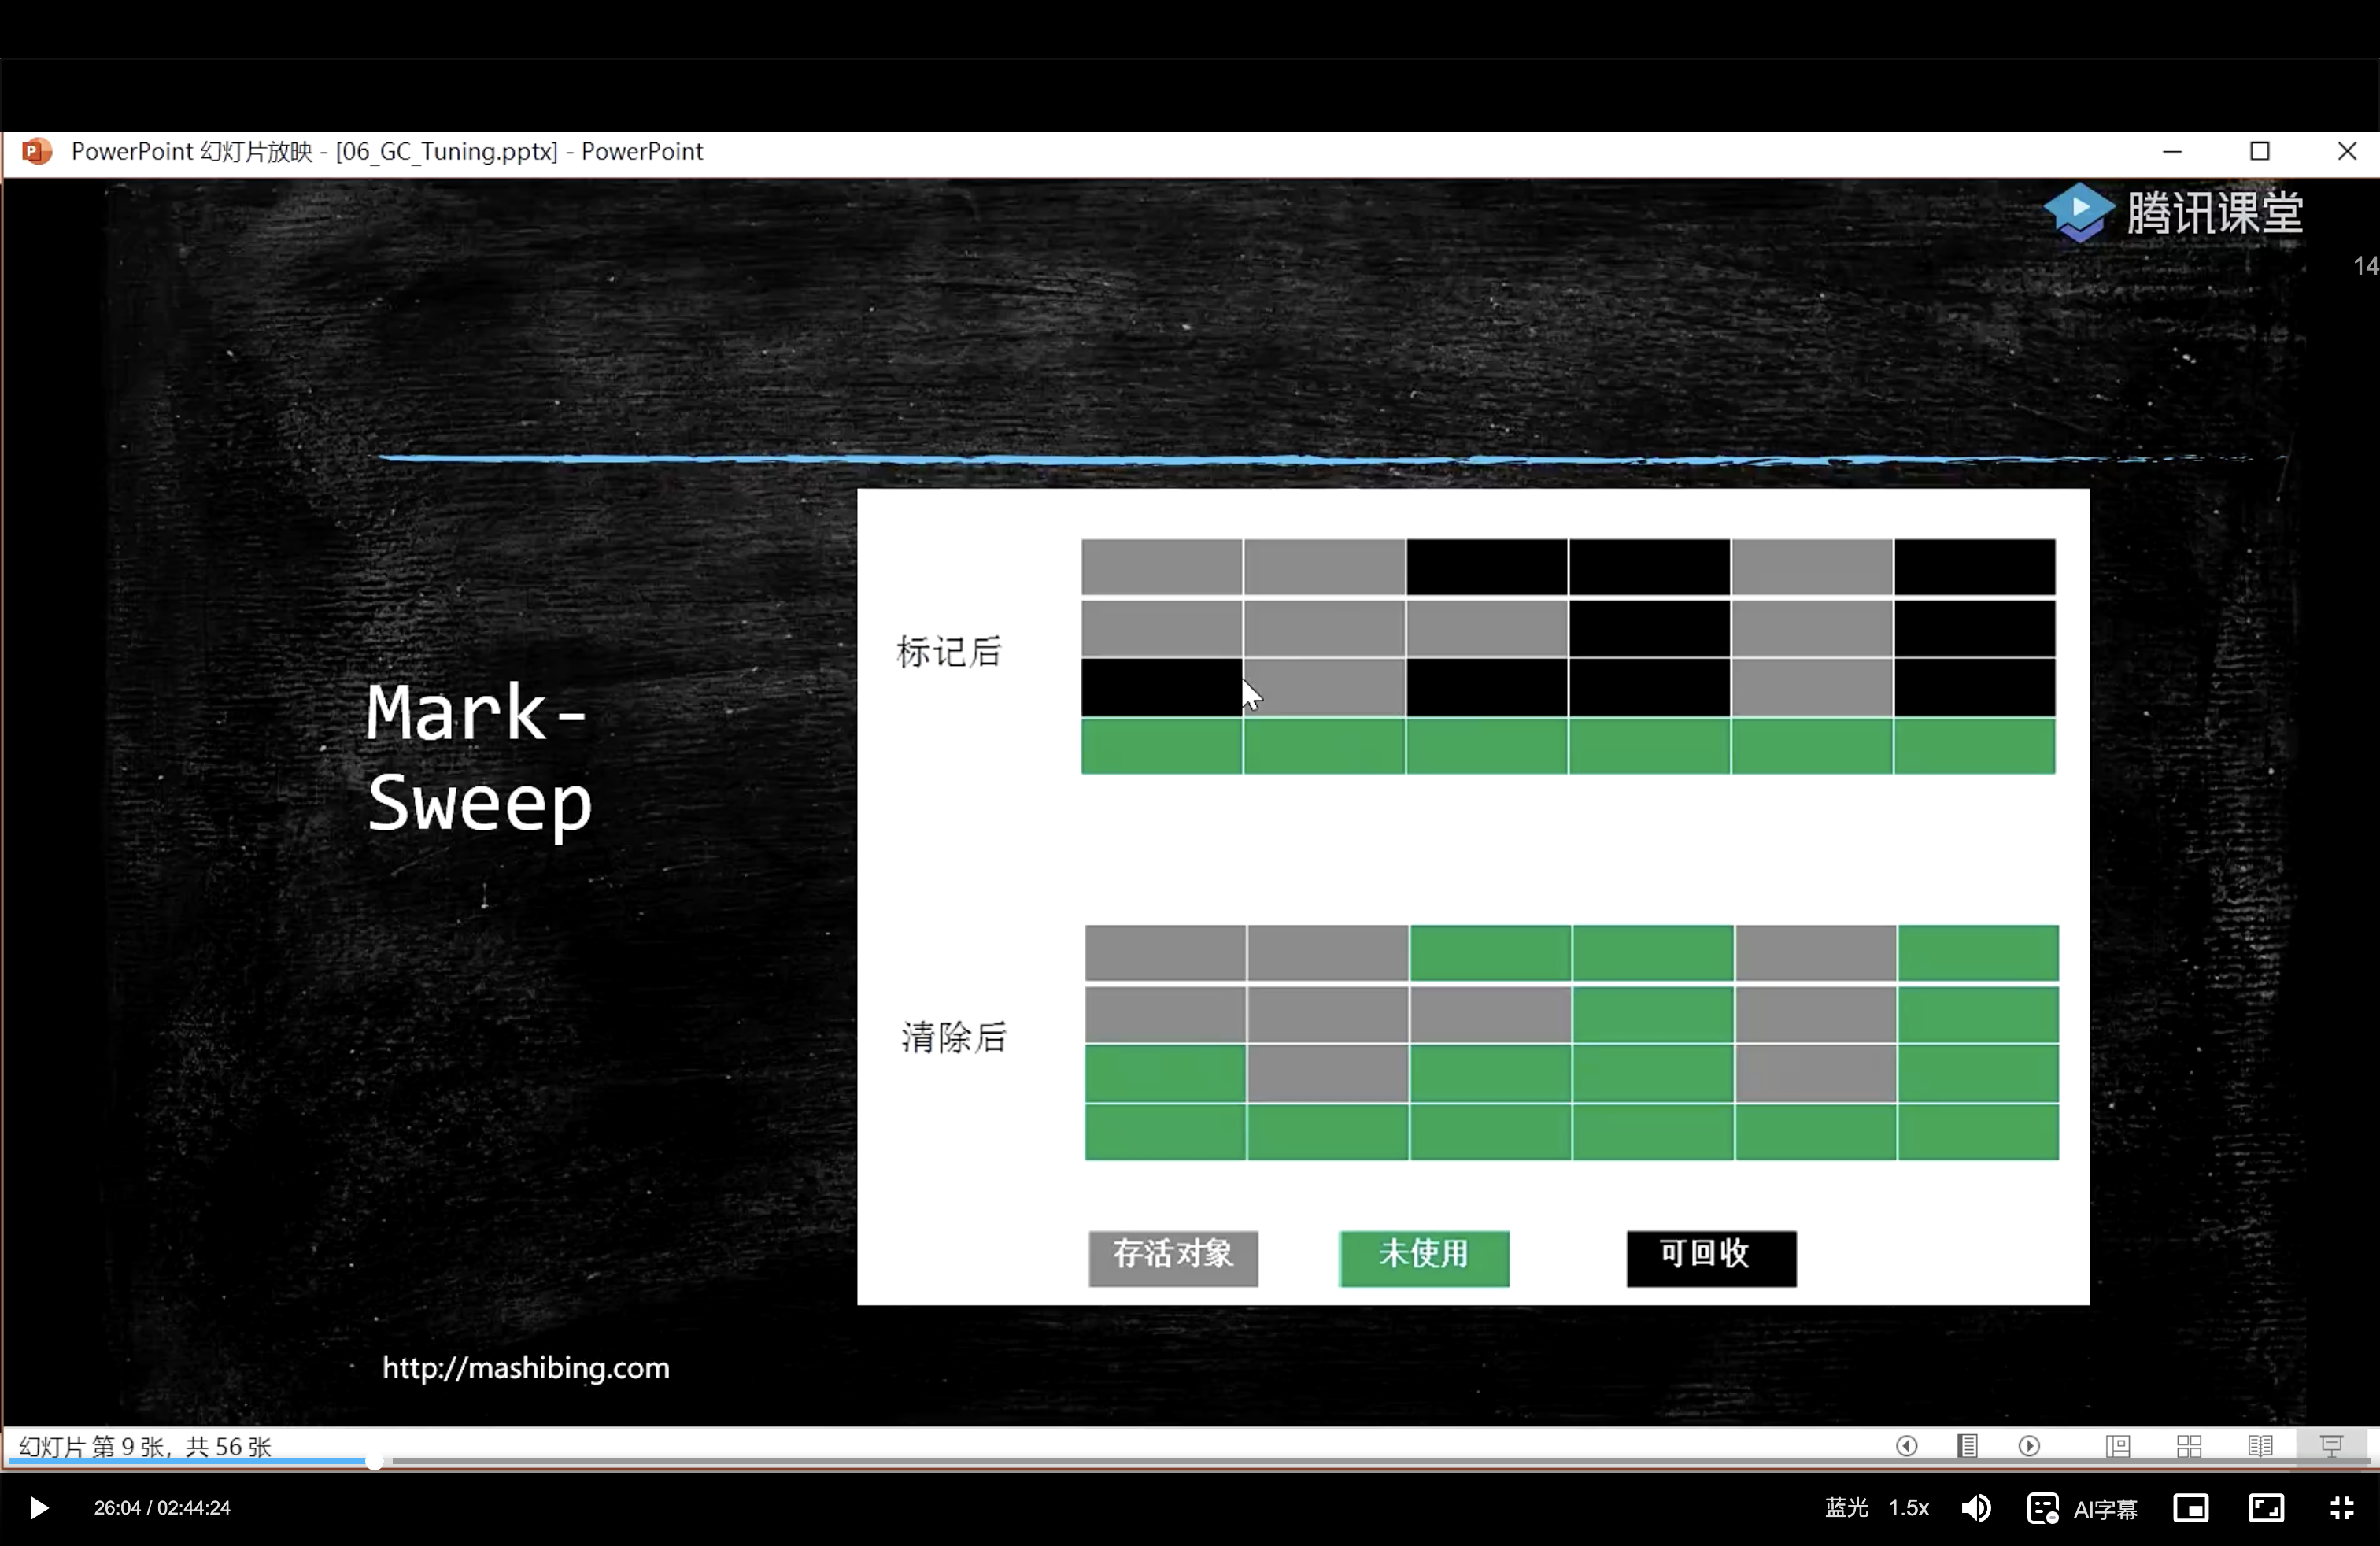 PowerPoint 幻灯片放映 - [06_GC_Tuning.pptx] - PowerPoint
腾讯课堂
14
标记后
Mark-
Sweep
清除后
存活对象 未使用 可回收
http://mashibing.com
幻灯片 第 9 张，共 56 张
26:04 / 02:44:24 蓝光 1.5x AI字幕